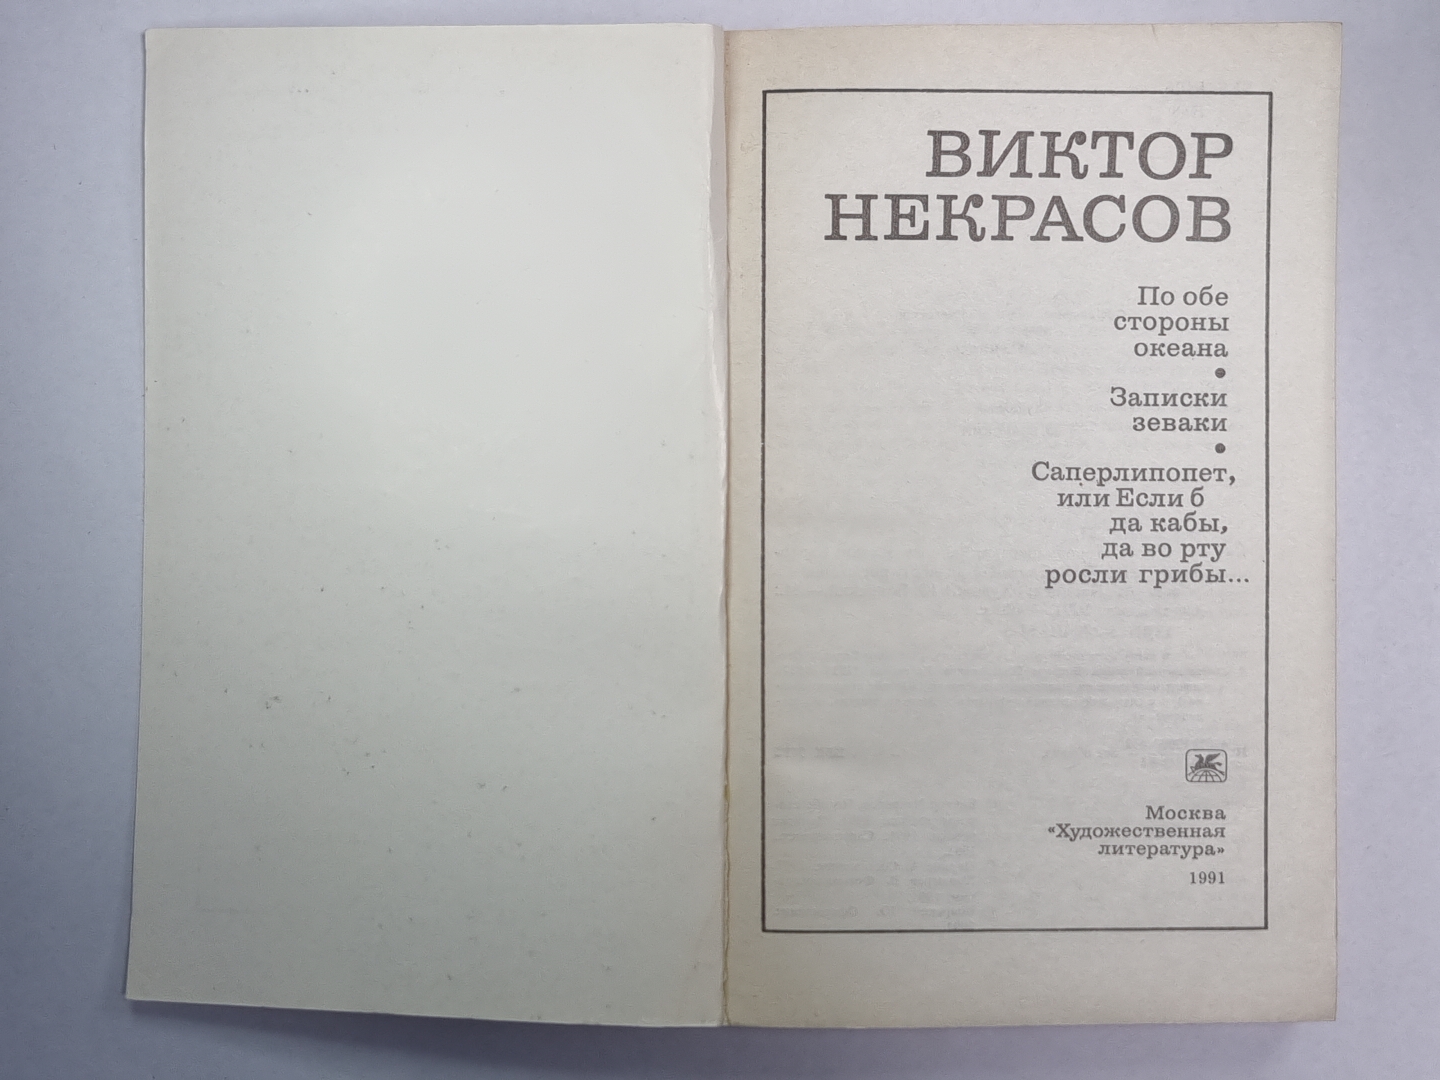 ВИКТОР
НЕКРАСОВ
По обе
стороны
океана
•
Записки
зеваки
•
Саперлипопет,
или Если б
да кабы,
да во рту
росли грибы...
Москва
«Художественная
литература»
1991